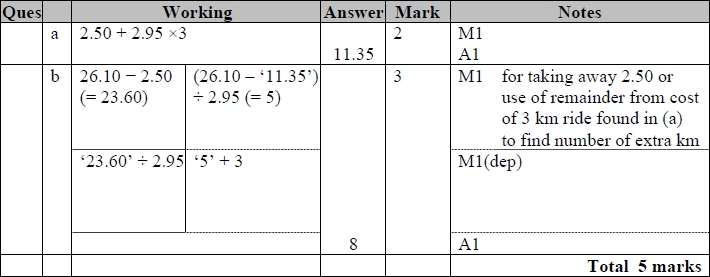 Ques Working Answer Mark Notes
a 2.50 + 2.95 ×3 2 M1
11.35 A1
b 26.10 − 2.50 (26.10 − ‘11.35’) 3 M1 for taking away 2.50 or
(= 23.60) ÷ 2.95 (= 5) use of remainder from cost
of 3 km ride found in (a)
to find number of extra km
‘23.60’ ÷ 2.95 ‘5’ + 3 M1(dep)
8 A1
Total 5 marks